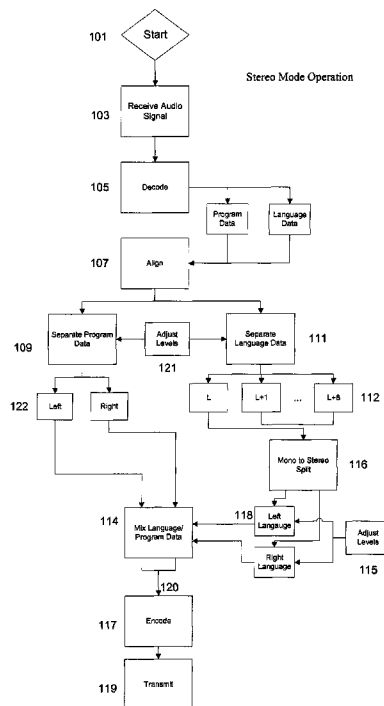 101
Start
Stereo Mode Operation
103
Receive Audio
Signal
105
Decode
Program
Data
Language
Data
107
Align
109
Separate Program
Data
Adjust
Levels
121
Separate
Language Data
111
122
Left
Right
L
L+1
...
L+8
112
Mono to Stereo
Split
116
114
Mix Language/
Program Data
118
Left
Langauge
Right
Language
Adjust
Levels
115
120
117
Encode
119
Transmit